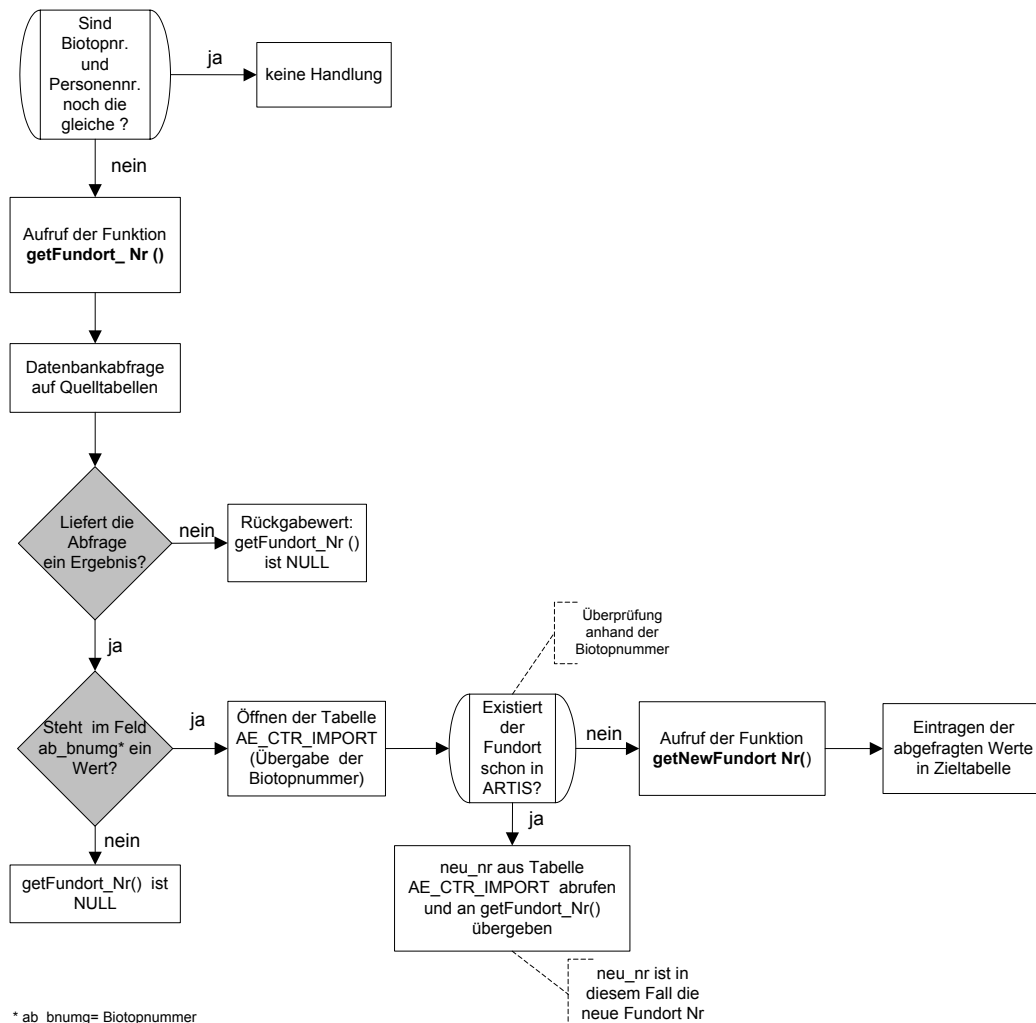 Sind
Biotopnr.
und
Personennr.
noch die
gleiche ?
ja
keine Handlung
nein
Aufruf der Funktion
getFundort_ Nr ()
Datenbankabfrage
auf Quelltabellen
Liefert die
Abfrage
ein Ergebnis?
nein
Rückgabewert:
getFundort_Nr ()
ist NULL
ja
Steht im Feld
ab_bnumg* ein
Wert?
ja
Öffnen der Tabelle
AE_CTR_IMPORT
(Übergabe der
Biotopnummer)
Überprüfung
anhand der
Biotopnummer
Existiert
der
Fundort
schon in
ARTIS?
nein
Aufruf der Funktion
getNewFundort Nr()
Eintragen der
abgefragten Werte
in Zieltabelle
nein
getFundort_Nr() ist
NULL
ja
neu_nr aus Tabelle
AE_CTR_IMPORT abrufen
und an getFundort_Nr()
übergeben
neu_nr ist in
diesem Fall die
neue Fundort Nr
* ab_bnumg= Biotopnummer